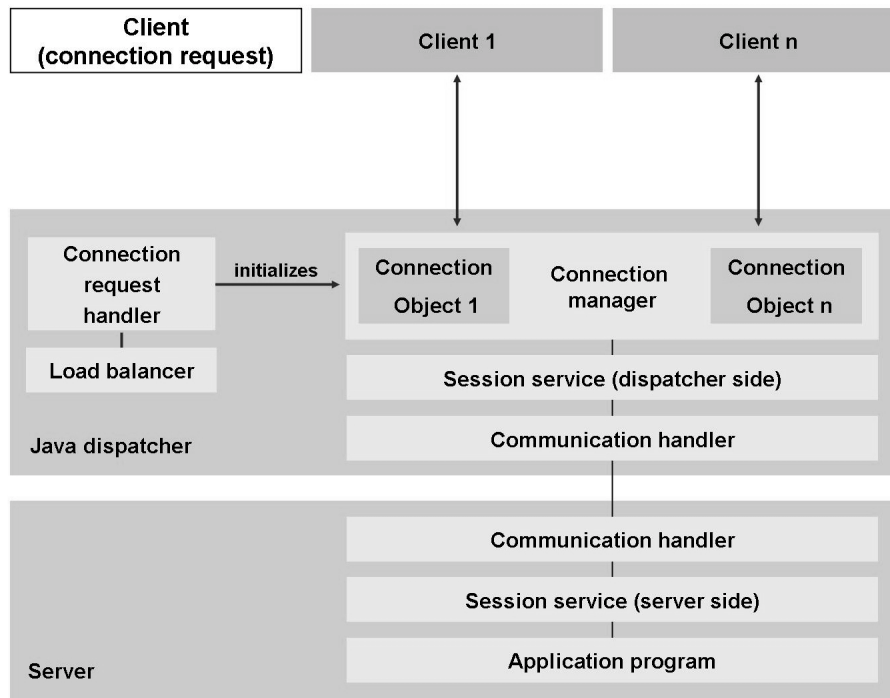 Client
(connection request)
Client 1
Client n
Connection
request
handler
initializes
Connection
Object 1
Connection
manager
Connection
Object n
Load balancer
Session service (dispatcher side)
Java dispatcher
Communication handler
Communication handler
Session service (server side)
Server
Application program